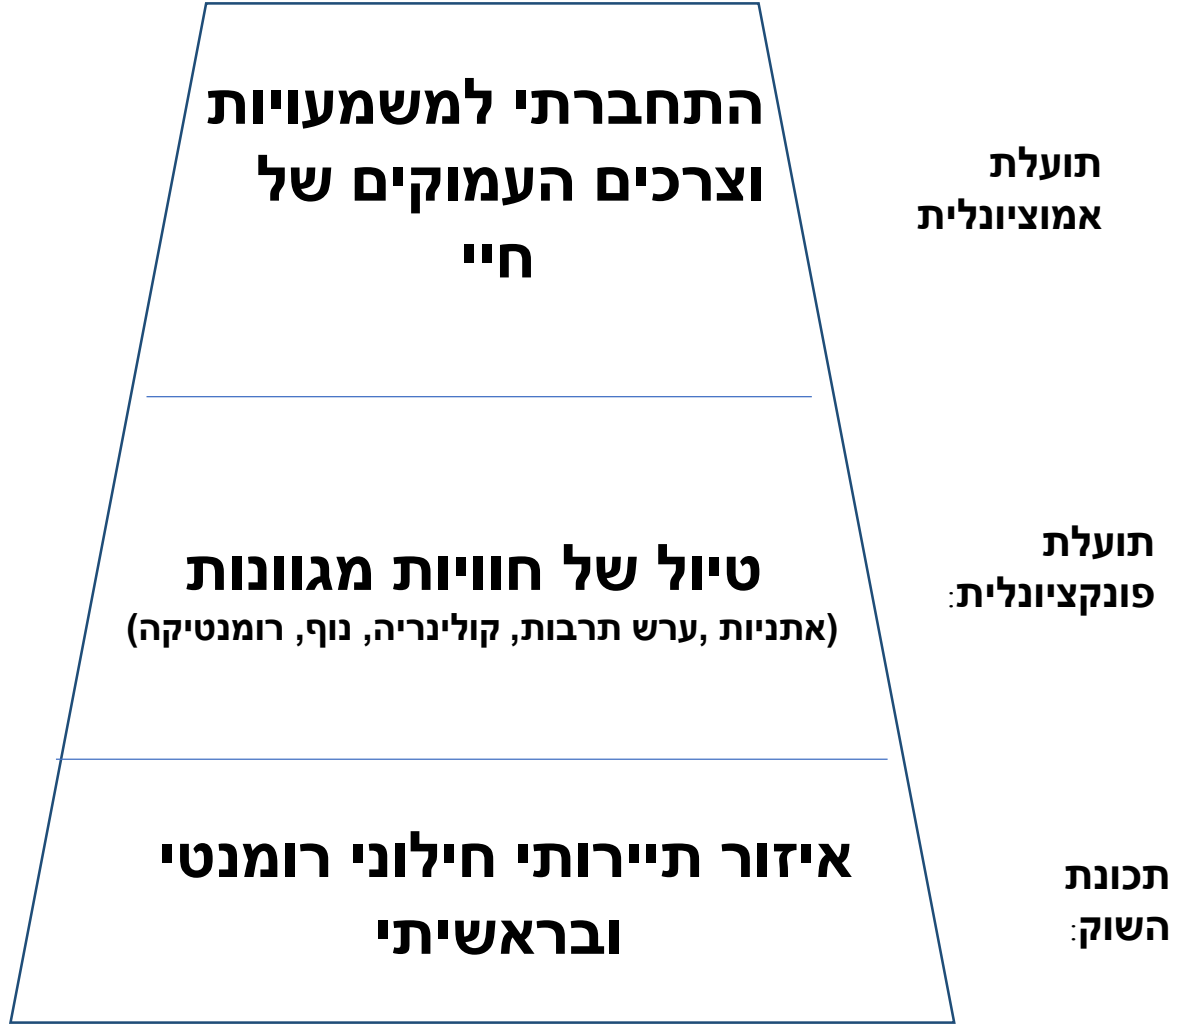 התחברתי למשמעויות
וצרכים העמוקים של
חיי
תועלת
אמוציונלית
טיול של חוויות מגוונות
(אתניות ,ערש תרבות, קולינריה, נוף, רומנטיקה)
תועלת
פונקציונלית:
איזור תיירותי חילוני רומנטי
ובראשיתי
תכונת
השוק: